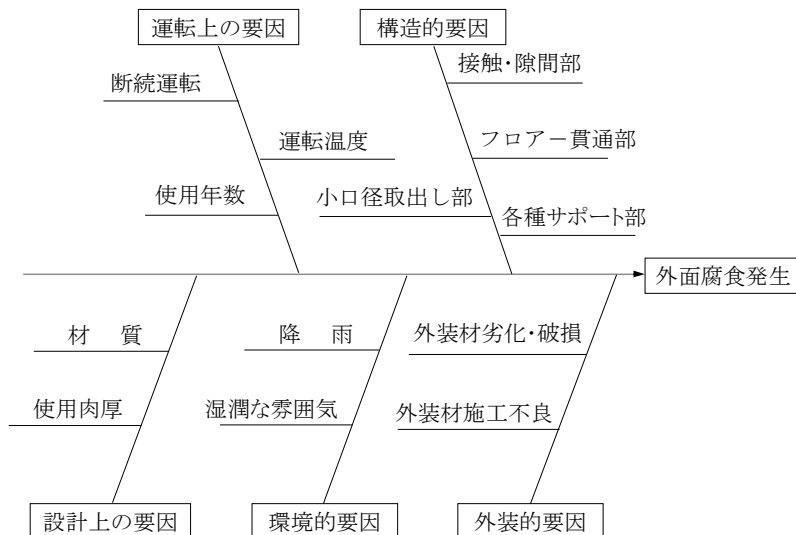 運転上の要因
構造的要因
接触・隙間部
断続運転
運転温度
フロアー貫通部
使用年数
小口径取出し部
各種サポート部
外面腐食発生
材　質
降　雨
外装材劣化・破損
使用肉厚
湿潤な雰囲気
外装材施工不良
設計上の要因
環境的要因
外装的要因